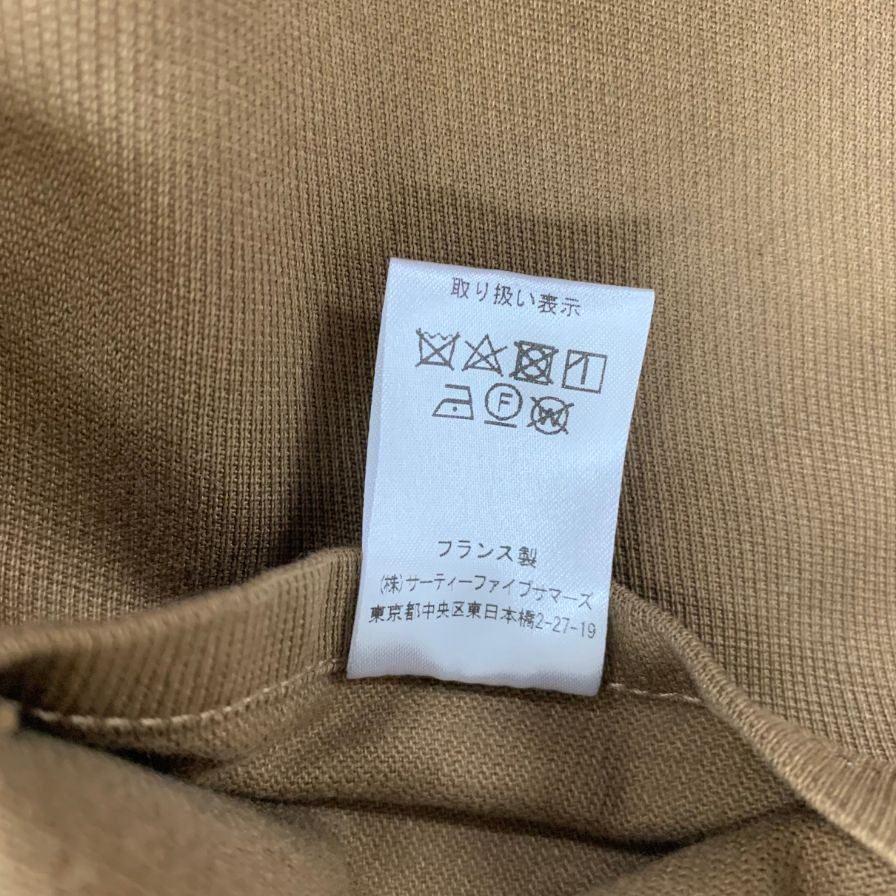 取り扱い表示
F W
フランス製
(株)サーティーファイブサマーズ
東京都中央区東日本橋2-27-19